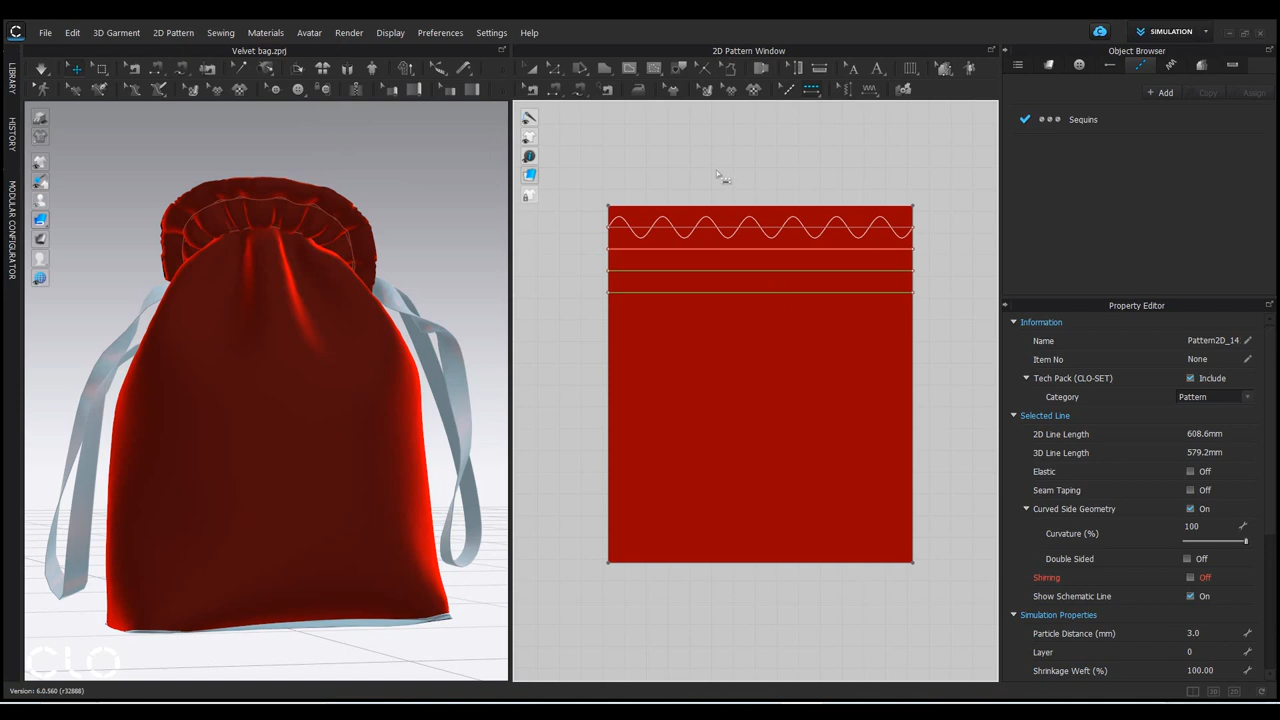 File Edit 3D Garment 2D Pattern Sewing Materials Avatar Render Display Preferences Settings Help SIMULATION
Velvet bag.zprj 2D Pattern Window Object Browser
LIBRARY
HISTORY
MODULAR CONFIGURATOR
+ Add Copy Assign
Sequins
Property Editor
Information
Name Pattern2D_14
Item No None
Tech Pack (CLO-SET) Include
Category Pattern
Selected Line
2D Line Length 608.6mm
3D Line Length 579.2mm
Elastic Off
Seam Taping Off
Curved Side Geometry On
Curvature (%) 100
Double Sided Off
Shirring Off
Show Schematic Line On
Simulation Properties
Particle Distance (mm) 3.0
Layer 0
Shrinkage Weft (%) 100.00
CLO
Version: 6.0.560 (r32888)
3D 2D